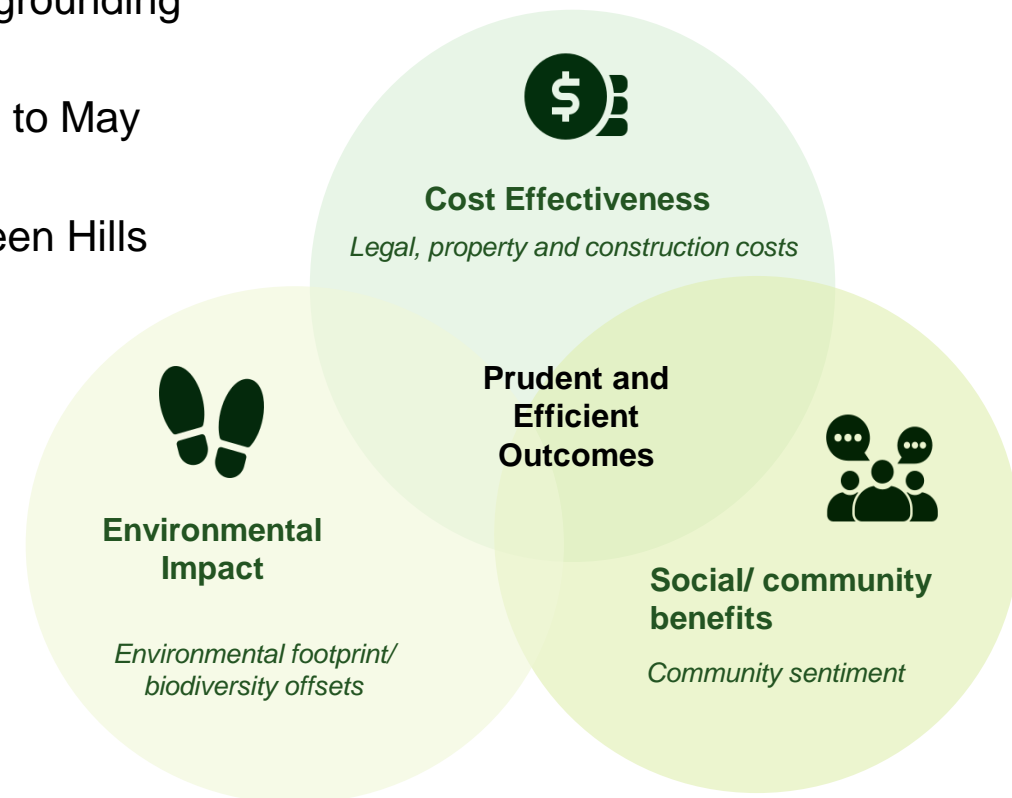 grounding
to May
een Hills
$
Cost Effectiveness
Legal, property and construction costs
Prudent and
Efficient
Outcomes
Environmental
Impact
Environmental footprint/
biodiversity offsets
Social/ community
benefits
Community sentiment